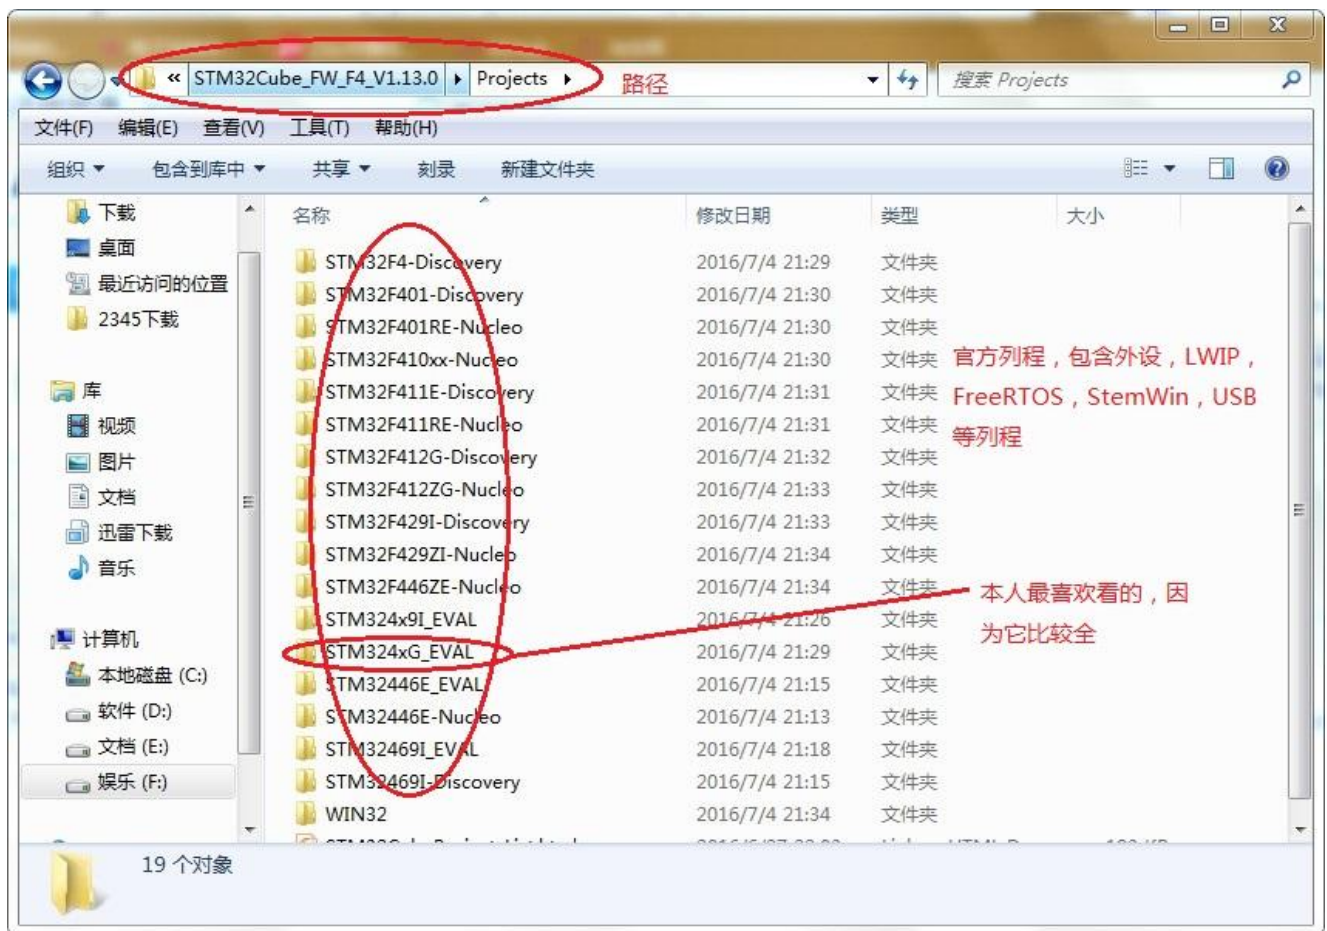 « STM32Cube_FW_F4_V1.13.0 ▸ Projects ▸ 路径 搜索 Projects
文件(F) 编辑(E) 查看(V) 工具(T) 帮助(H)
组织 包含到库中 共享 刻录 新建文件夹
下载
桌面
最近访问的位置
2345下载
库
视频
图片
文档
迅雷下载
音乐
计算机
本地磁盘 (C:)
软件 (D:)
文档 (E:)
娱乐 (F:)
名称 修改日期 类型 大小
STM32F4-Discovery 2016/7/4 21:29 文件夹
STM32F401-Discovery 2016/7/4 21:30 文件夹
STM32F401RE-Nucleo 2016/7/4 21:30 文件夹
STM32F410xx-Nucleo 2016/7/4 21:30 文件夹
STM32F411E-Discovery 2016/7/4 21:31 文件夹
STM32F411RE-Nucleo 2016/7/4 21:31 文件夹
STM32F412G-Discovery 2016/7/4 21:32 文件夹
STM32F412ZG-Nucleo 2016/7/4 21:33 文件夹
STM32F429I-Discovery 2016/7/4 21:33 文件夹
STM32F429ZI-Nucleo 2016/7/4 21:34 文件夹
STM32F446ZE-Nucleo 2016/7/4 21:34 文件夹
STM324x9I_EVAL 2016/7/4 21:26 文件夹
STM324xG_EVAL 2016/7/4 21:29 文件夹
STM32446E_EVAL 2016/7/4 21:15 文件夹
STM32446E-Nucleo 2016/7/4 21:13 文件夹
STM32469I_EVAL 2016/7/4 21:18 文件夹
STM32469I-Discovery 2016/7/4 21:15 文件夹
WIN32 2016/7/4 21:34 文件夹
官方列程，包含外设，LWIP，
FreeRTOS，StemWin，USB
等列程
本人最喜欢看的，因
为它比较全
19 个对象